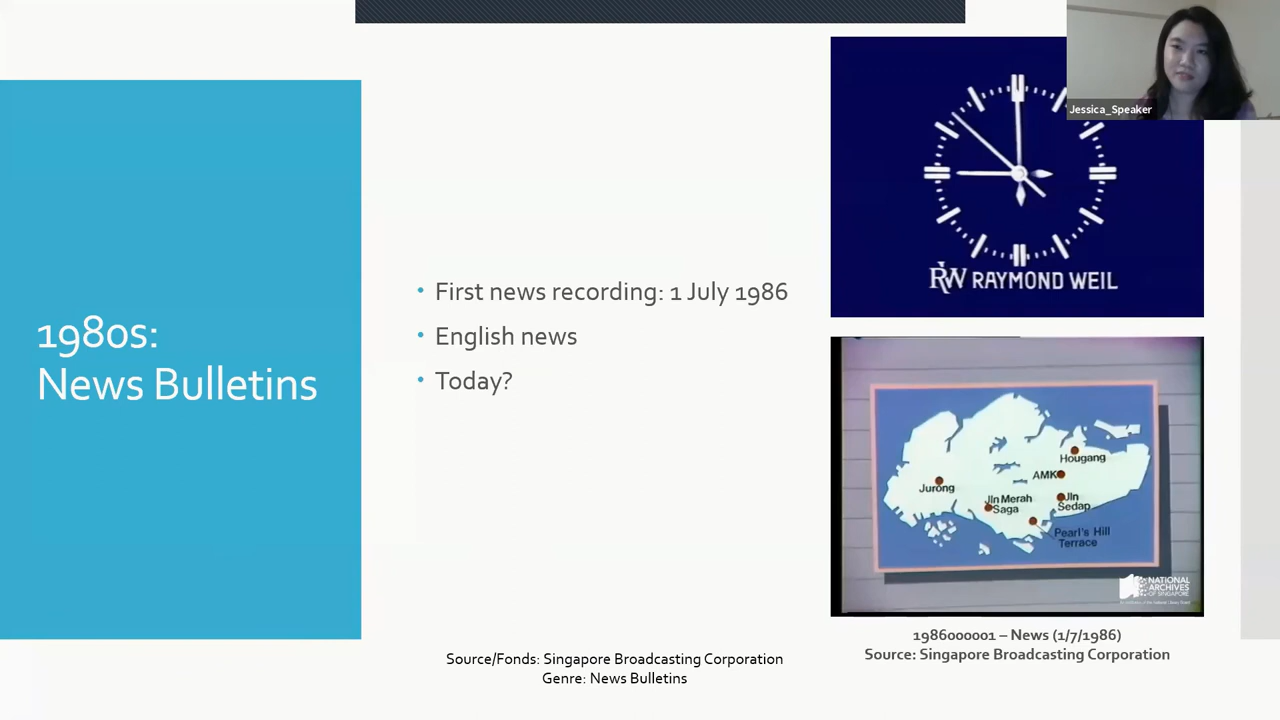 1980s:
News Bulletins
• First news recording: 1 July 1986
• English news
• Today?
RW RAYMOND WEIL
Jessica_Speaker
Hougang
AMK
Jurong
Jln Merah
Saga
Jln
Sedap
Pearl's Hill
Terrace
NATIONAL
ARCHIVES
OF SINGAPORE
1986000001 – News (1/7/1986)
Source: Singapore Broadcasting Corporation
Source/Fonds: Singapore Broadcasting Corporation
Genre: News Bulletins